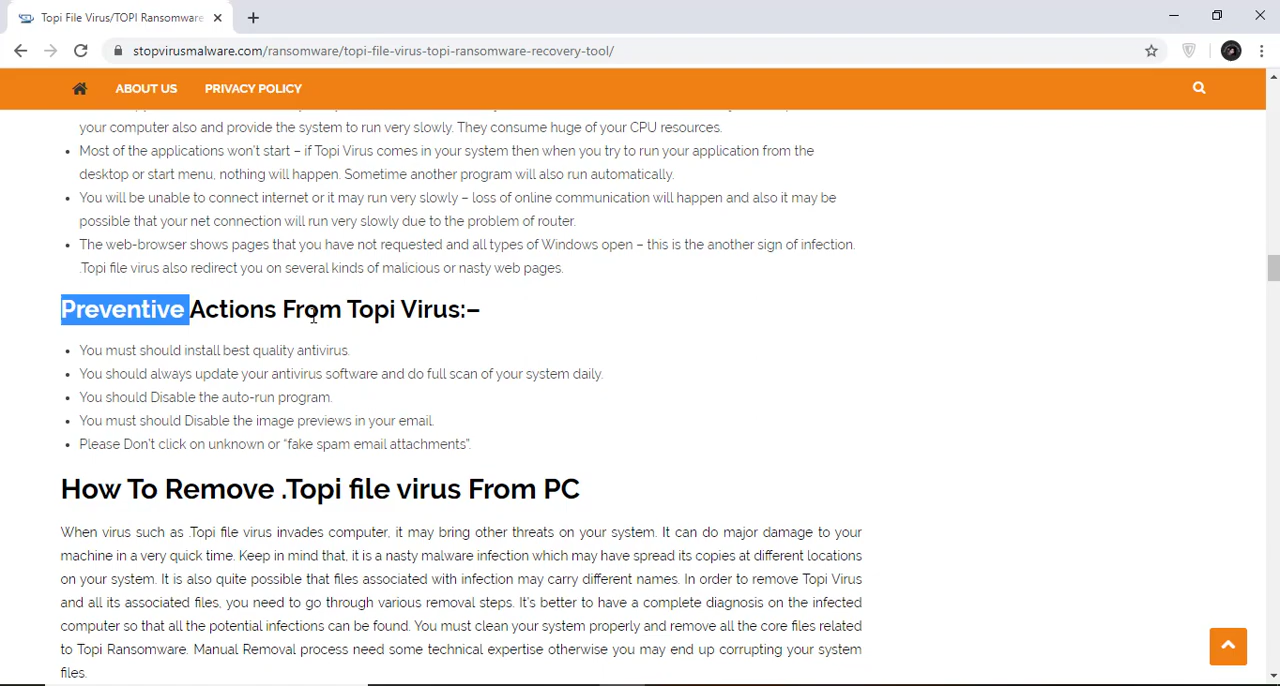 Topi File Virus/TOPI Ransomware
stopvirusmalware.com/ransomware/topi-file-virus-topi-ransomware-recovery-tool/
ABOUT US PRIVACY POLICY
your computer also and provide the system to run very slowly. They consume huge of your CPU resources.
Most of the applications won't start – if Topi Virus comes in your system then when you try to run your application from the
desktop or start menu, nothing will happen. Sometime another program will also run automatically.
You will be unable to connect internet or it may run very slowly – loss of online communication will happen and also it may be
possible that your net connection will run very slowly due to the problem of router.
The web-browser shows pages that you have not requested and all types of Windows open – this is the another sign of infection.
.Topi file virus also redirect you on several kinds of malicious or nasty web pages.
Preventive Actions From Topi Virus:–
You must should install best quality antivirus.
You should always update your antivirus software and do full scan of your system daily.
You should Disable the auto-run program.
You must should Disable the image previews in your email.
Please Don't click on unknown or “fake spam email attachments”.
How To Remove .Topi file virus From PC
When virus such as .Topi file virus invades computer, it may bring other threats on your system. It can do major damage to your
machine in a very quick time. Keep in mind that, it is a nasty malware infection which may have spread its copies at different locations
on your system. It is also quite possible that files associated with infection may carry different names. In order to remove Topi Virus
and all its associated files, you need to go through various removal steps. It's better to have a complete diagnosis on the infected
computer so that all the potential infections can be found. You must clean your system properly and remove all the core files related
to Topi Ransomware. Manual Removal process need some technical expertise otherwise you may end up corrupting your system
files.